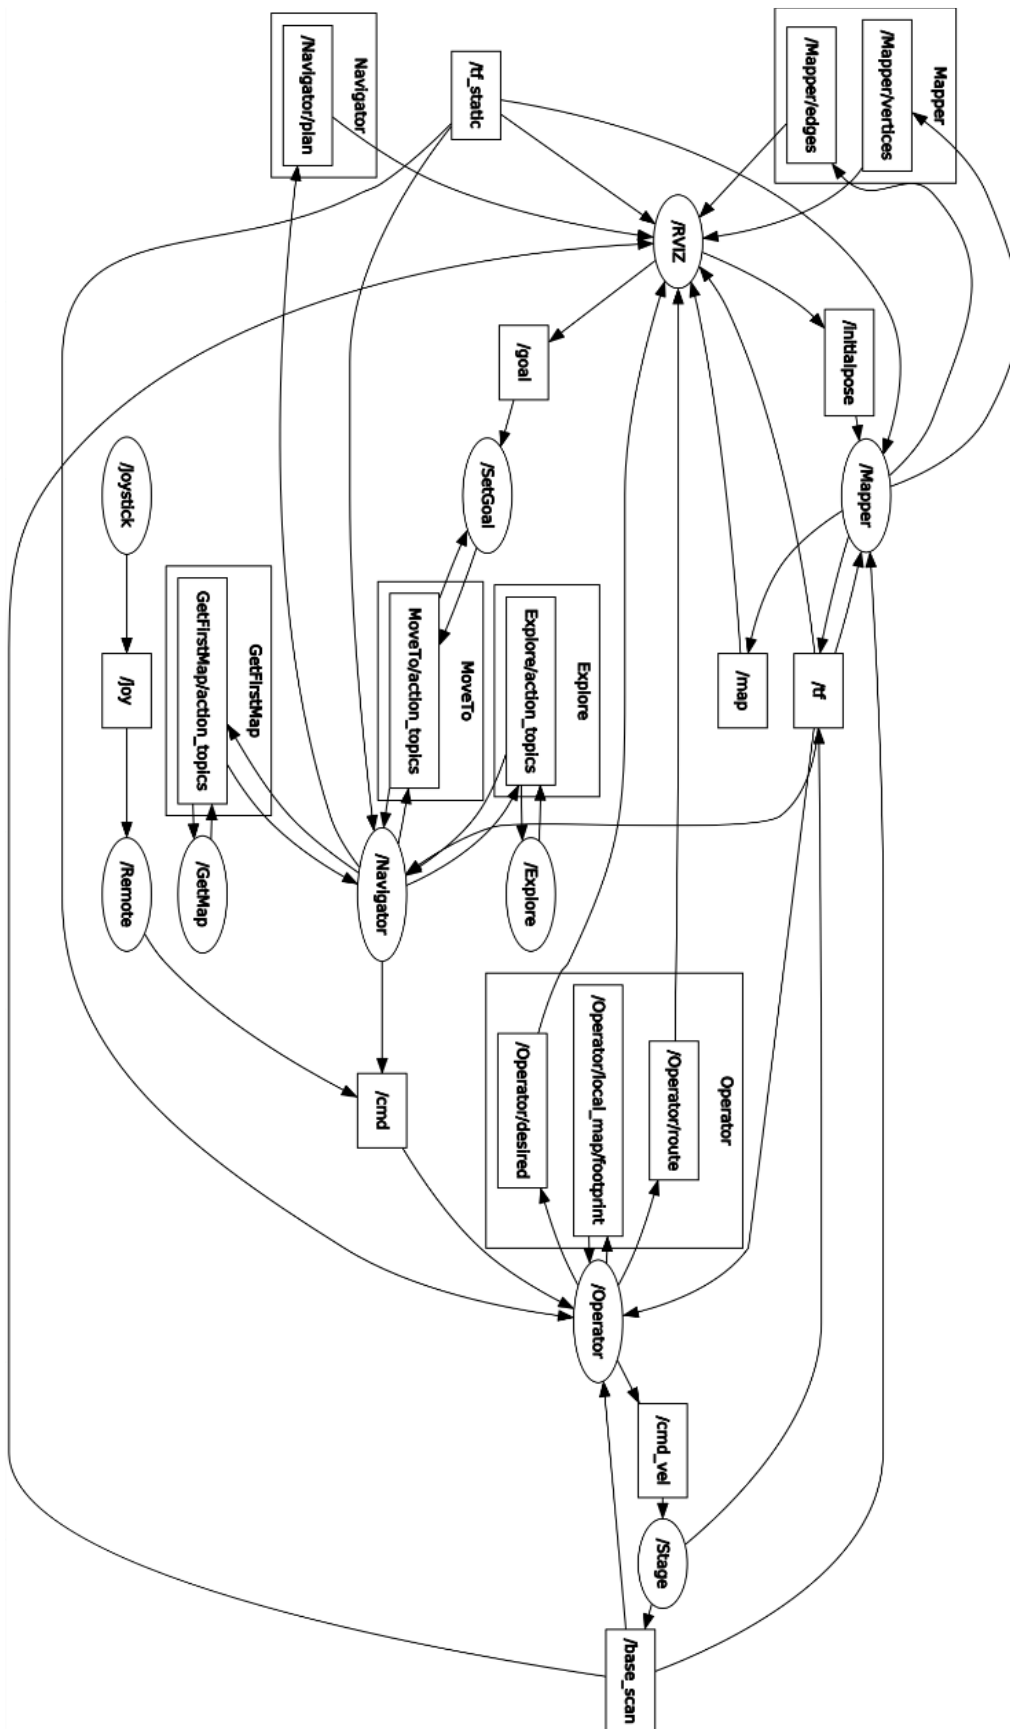 Navigator
/Navigator/plan
/tf_static
Mapper
/Mapper/vertices
/Mapper/edges
/RVIZ
/initialpose
/goal
/Mapper
/SetGoal
/Joystick
GetFirstMap
GetFirstMap/action_topics
MoveTo
MoveTo/action_topics
Explore
Explore/action_topics
/map
/tf
/joy
/Remote
/GetMap
/Navigator
/Explore
Operator
/Operator/route
/Operator/local_map/footprint
/Operator/desired
/cmd
/Operator
/cmd_vel
/Stage
/base_scan